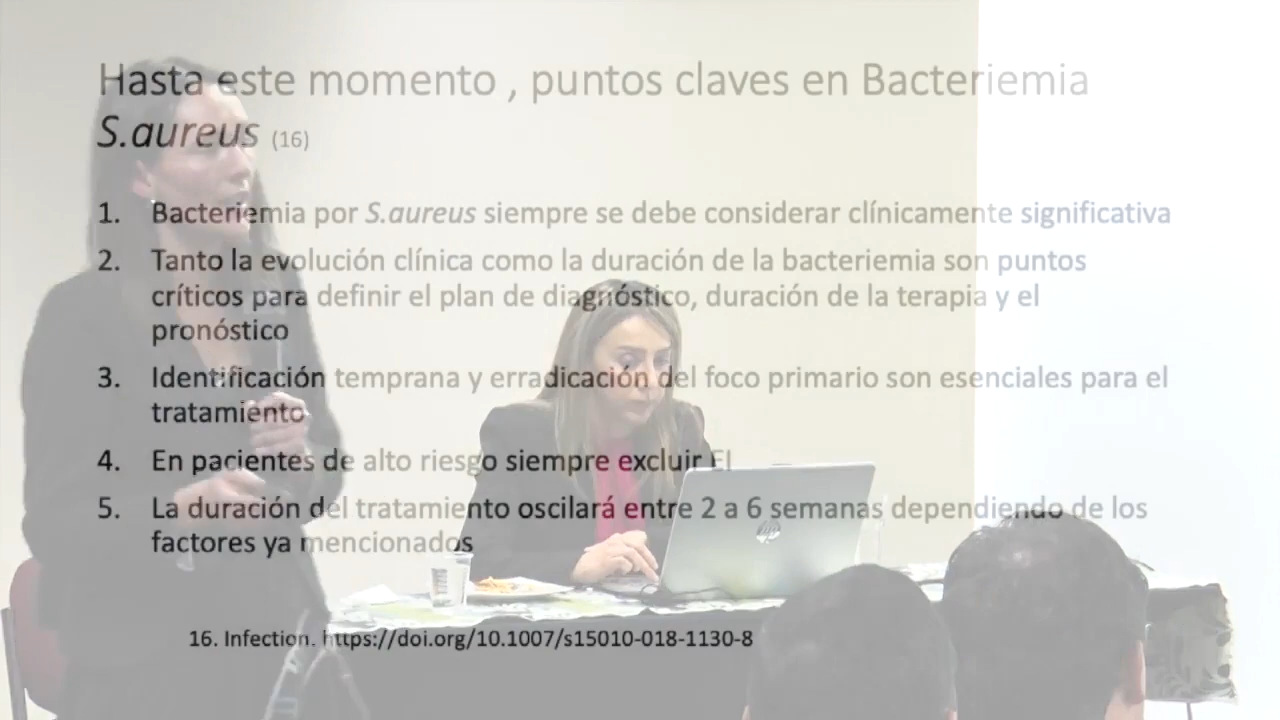 Hasta este momento , puntos claves en Bacteriemia
S.aureus (16)
1. Bacteriemia por S.aureus siempre se debe considerar clínicamente significativa
2. Tanto la evolución clínica como la duración de la bacteriemia son puntos
críticos para definir el plan de diagnóstico, duración de la terapia y el
pronóstico
3. Identificación temprana y erradicación del foco primario son esenciales para el
tratamiento
4. En pacientes de alto riesgo siempre excluir EI
5. La duración del tratamiento oscilará entre 2 a 6 semanas dependiendo de los
factores ya mencionados
hp
16. Infection. https://doi.org/10.1007/s15010-018-1130-8